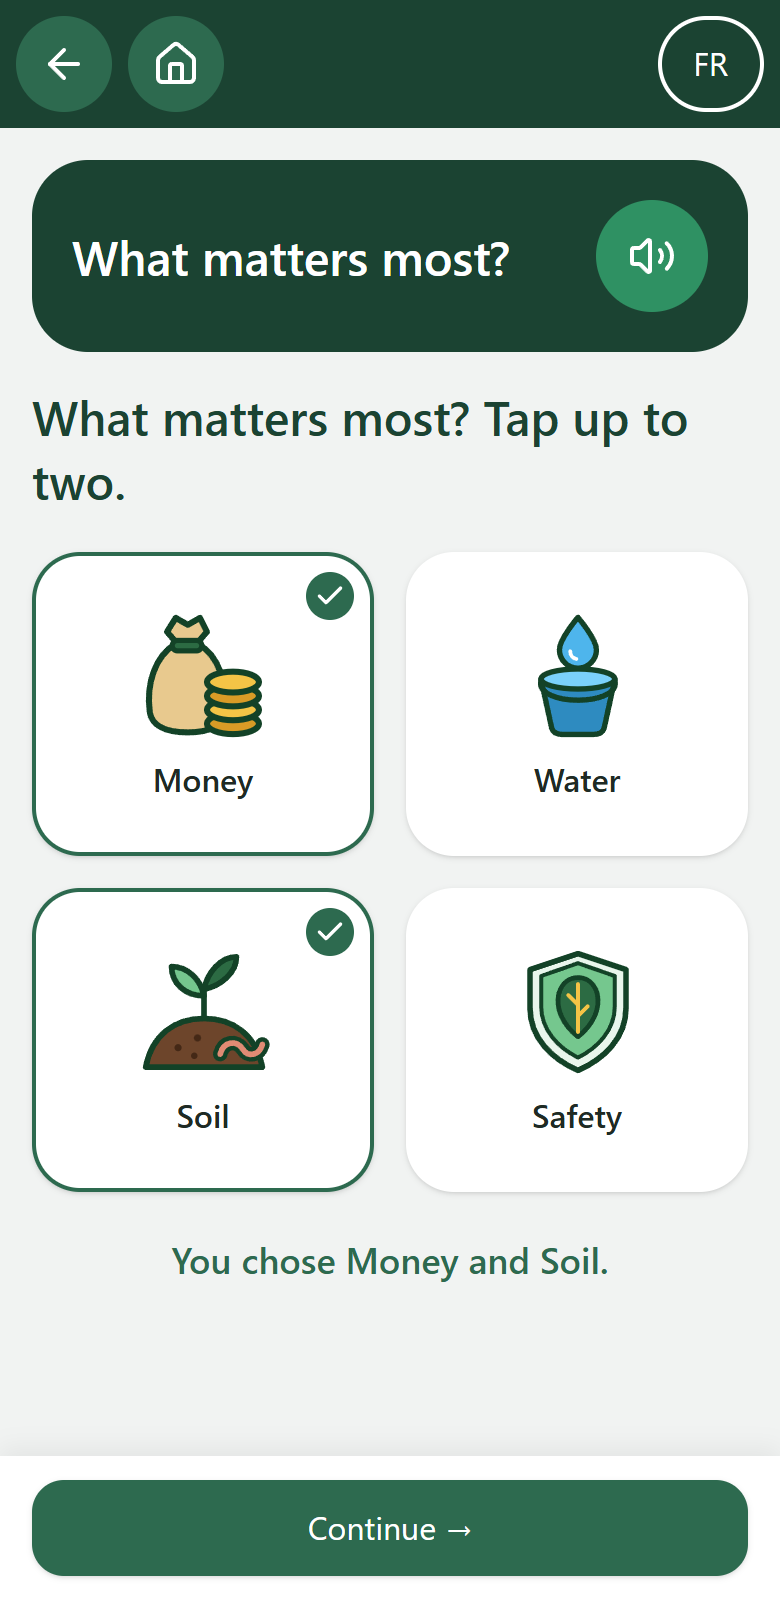 FR
What matters most?
What matters most? Tap up to
two.
Money
Water
Soil
Safety
You chose Money and Soil.
Continue →